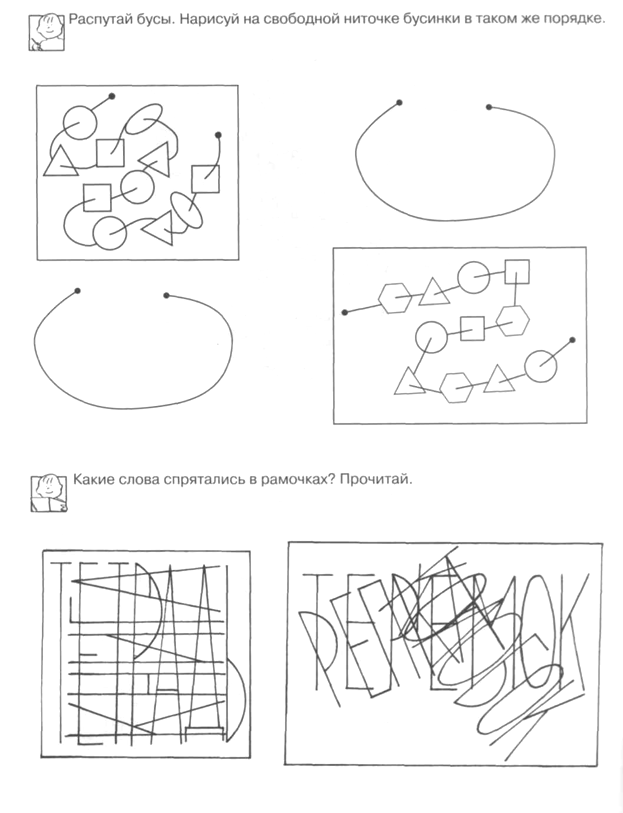 Распутай бусы. Нарисуй на свободной ниточке бусинки в таком же порядке.
Какие слова спрятались в рамочках? Прочитай.
ТЕТРАДЬ
ТЕРЕМОК